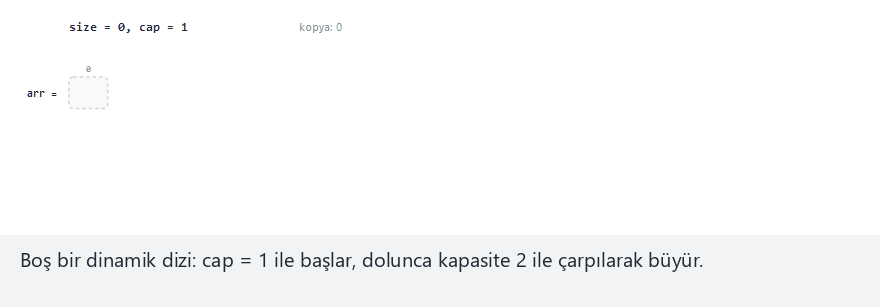 size = 0, cap = 1 kopya: 0
0
arr =
Boş bir dinamik dizi: cap = 1 ile başlar, dolunca kapasite 2 ile çarpılarak büyür.